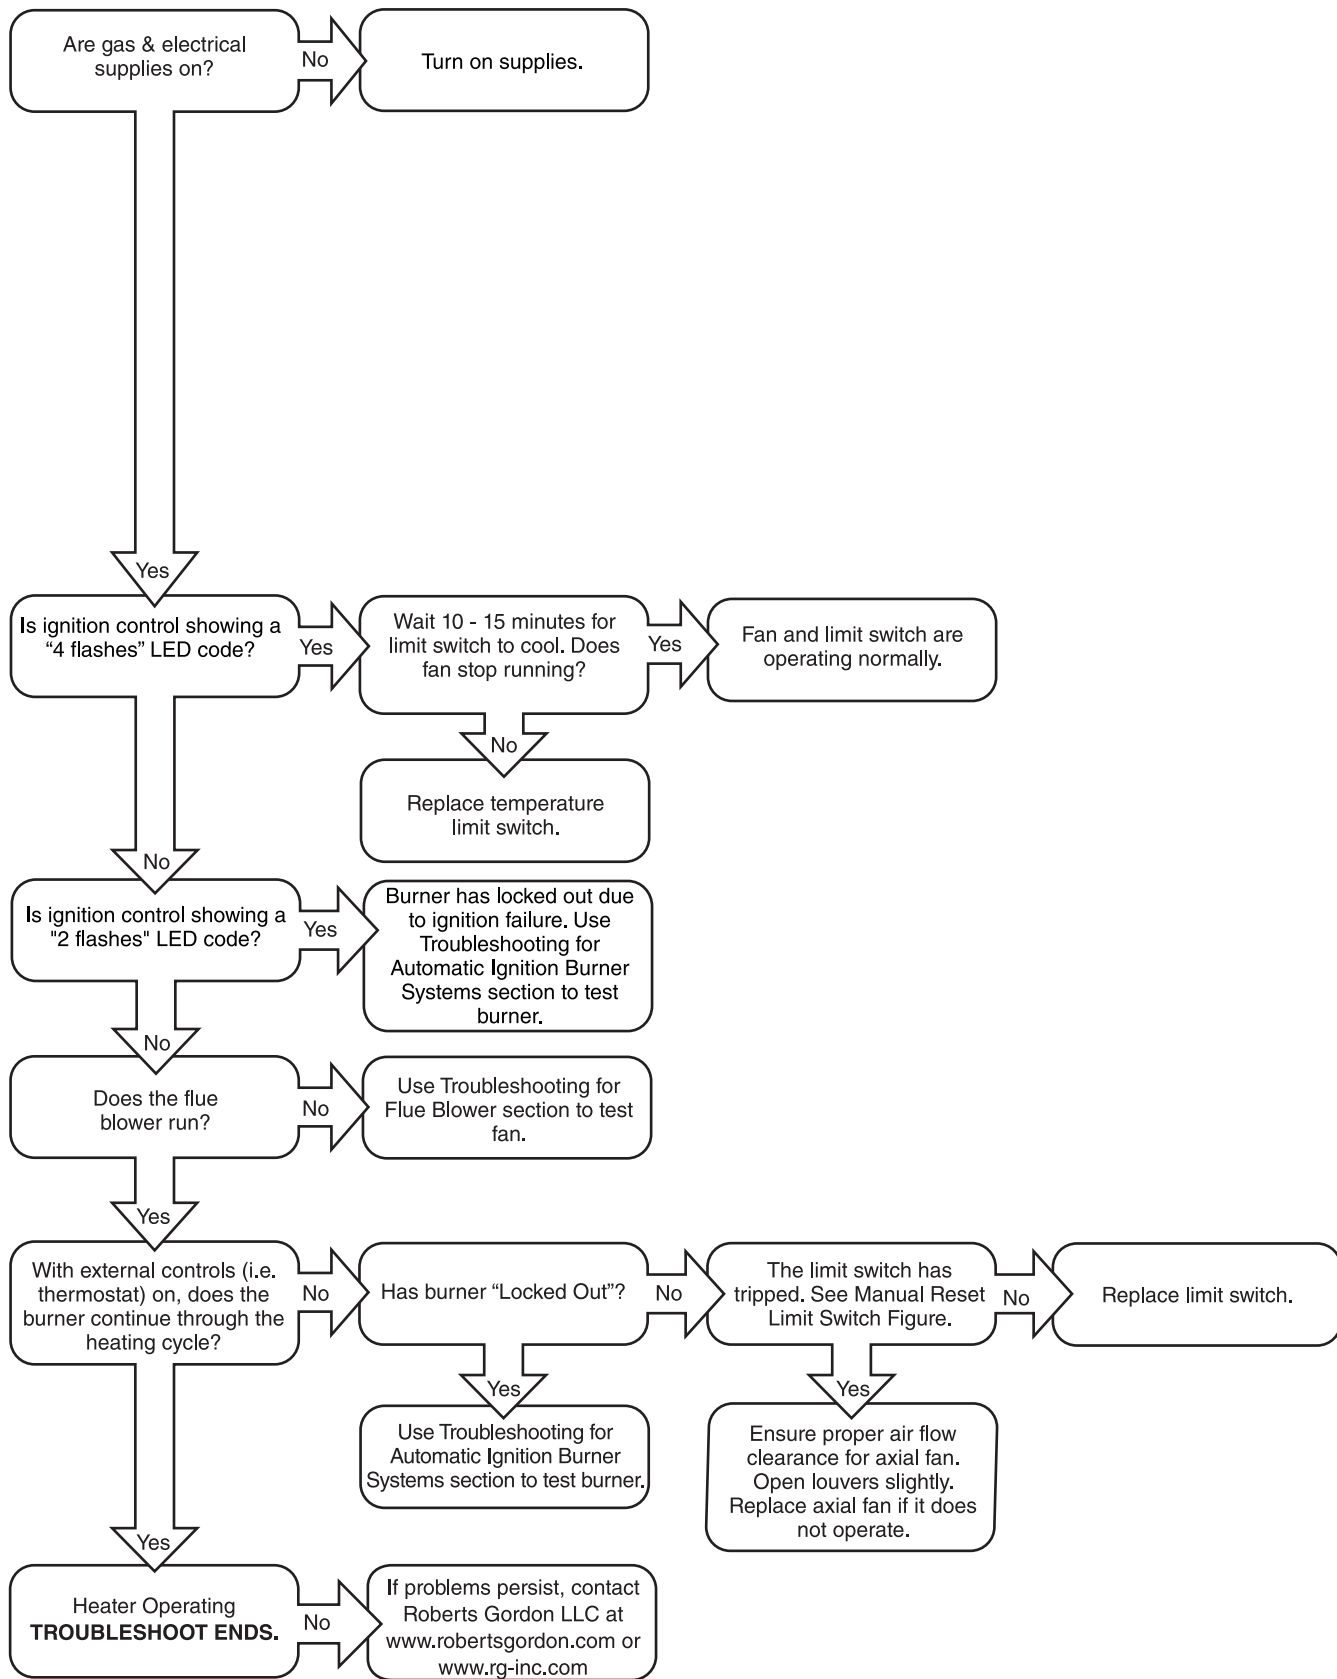 Are gas & electrical
supplies on?
No
Turn on supplies.
Yes
Is ignition control showing a
“4 flashes” LED code?
Yes
Wait 10 - 15 minutes for
limit switch to cool. Does
fan stop running?
Yes
Fan and limit switch are
operating normally.
No
Replace temperature
limit switch.
No
Is ignition control showing a
"2 flashes" LED code?
Yes
Burner has locked out due
to ignition failure. Use
Troubleshooting for
Automatic Ignition Burner
Systems section to test
burner.
No
Does the flue
blower run?
No
Use Troubleshooting for
Flue Blower section to test
fan.
Yes
With external controls (i.e.
thermostat) on, does the
burner continue through the
heating cycle?
No
Has burner “Locked Out”?
No
The limit switch has
tripped. See Manual Reset
Limit Switch Figure.
No
Replace limit switch.
Yes
Use Troubleshooting for
Automatic Ignition Burner
Systems section to test burner.
Yes
Ensure proper air flow
clearance for axial fan.
Open louvers slightly.
Replace axial fan if it does
not operate.
Yes
Heater Operating
TROUBLESHOOT ENDS.
No
If problems persist, contact
Roberts Gordon LLC at
www.robertsgordon.com or
www.rg-inc.com